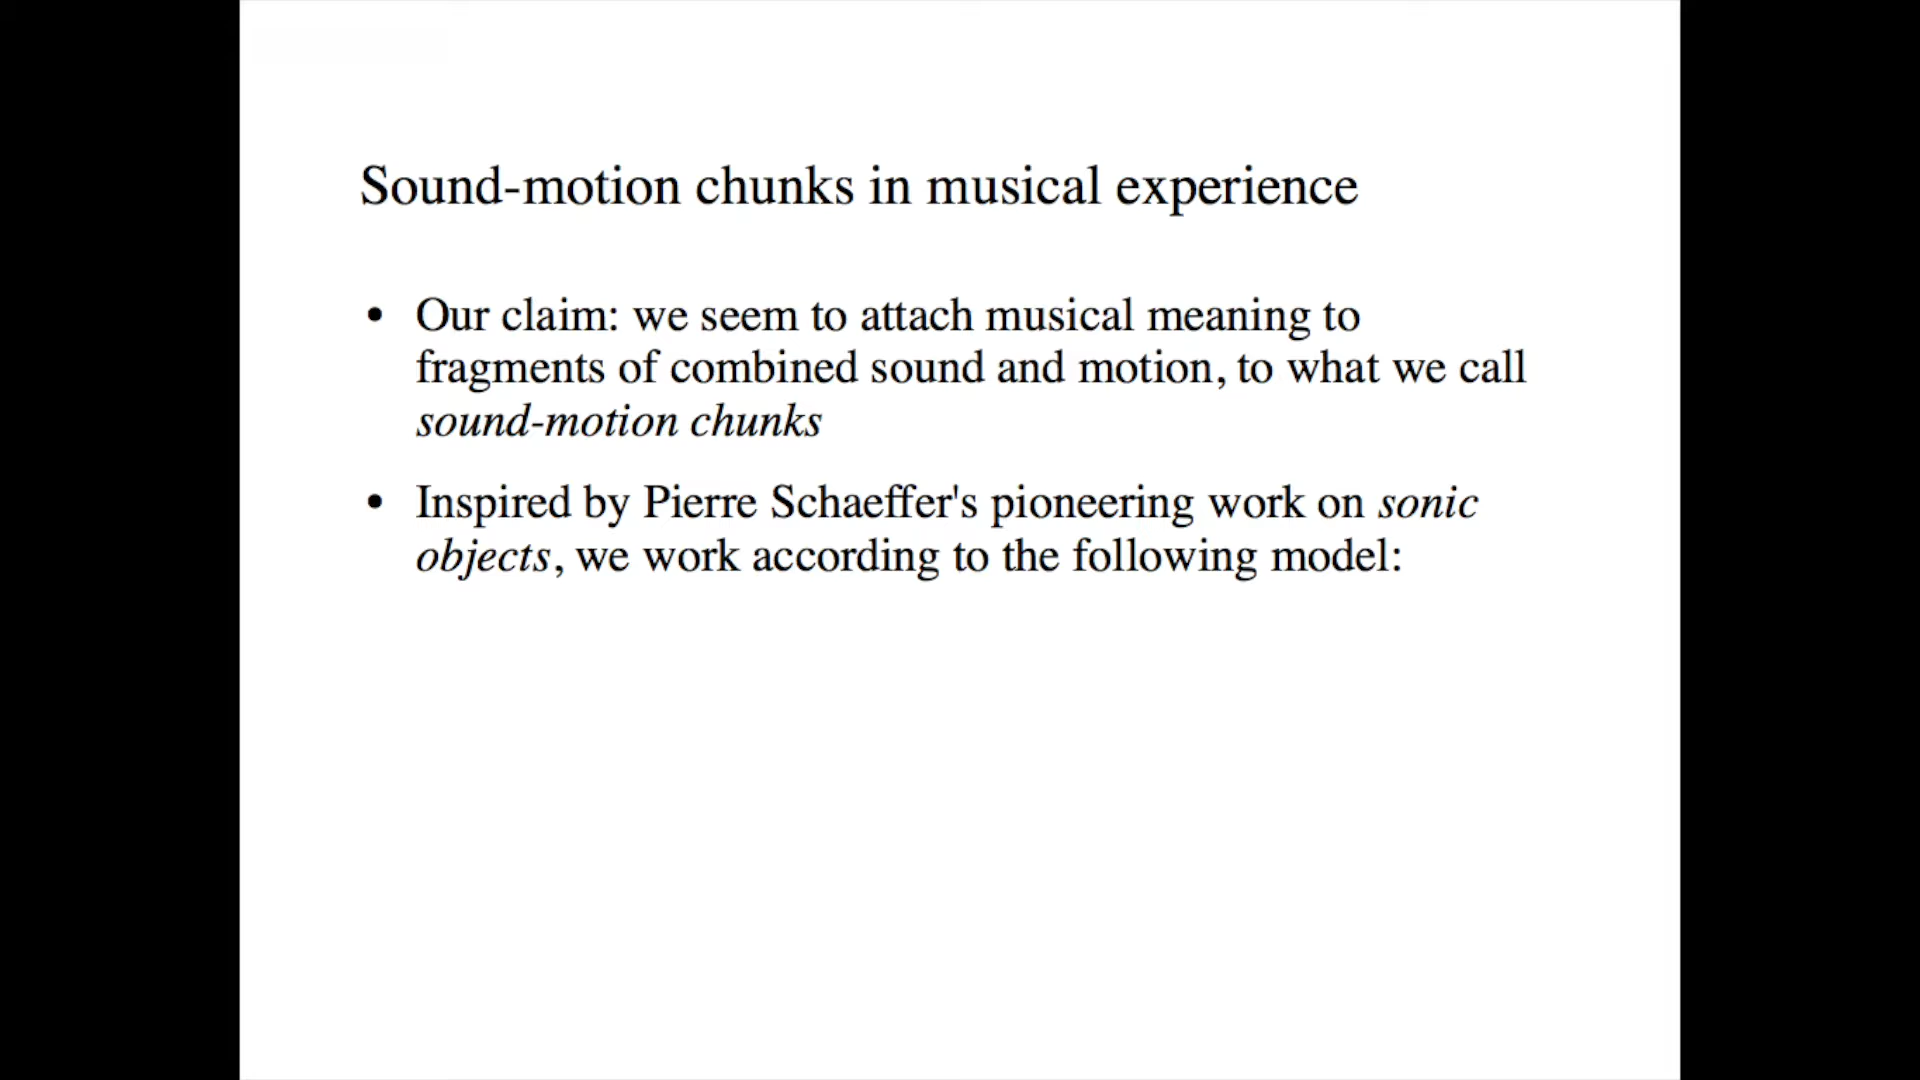 Sound-motion chunks in musical experience
• Our claim: we seem to attach musical meaning to
fragments of combined sound and motion, to what we call
sound-motion chunks
• Inspired by Pierre Schaeffer's pioneering work on sonic
objects, we work according to the following model: